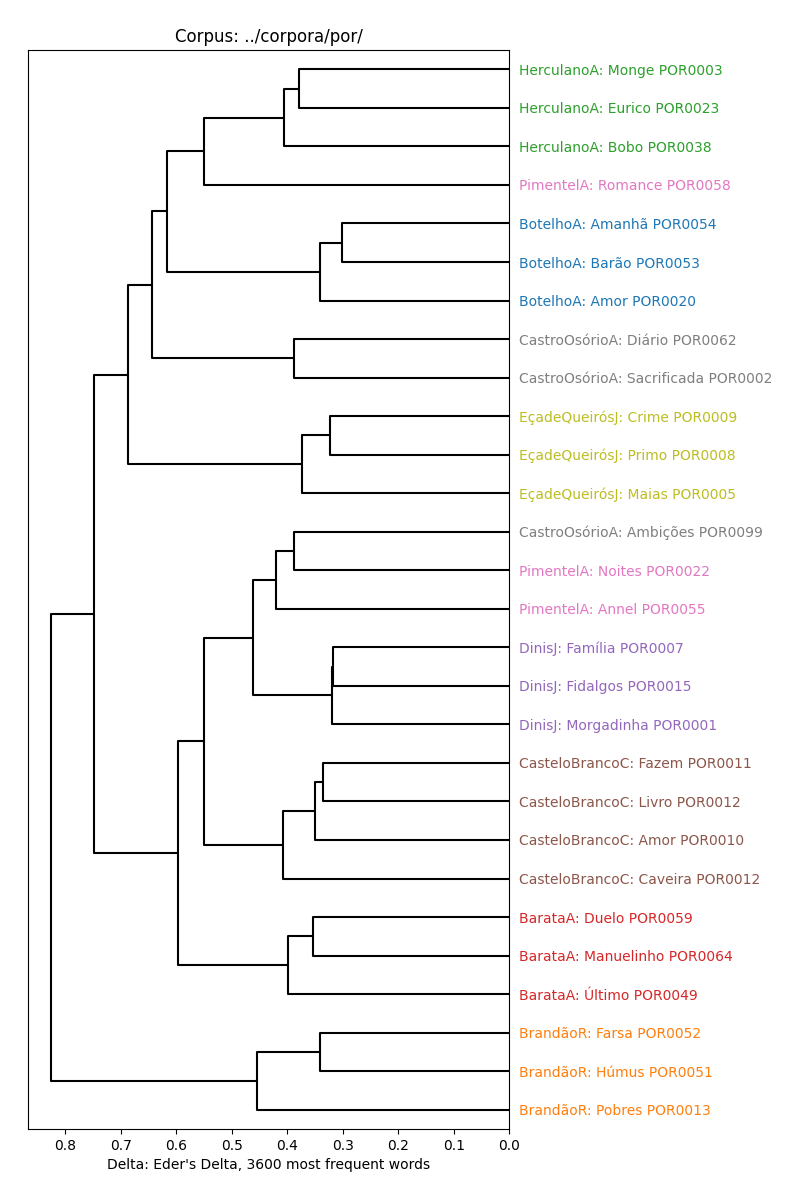 Corpus: ../corpora/por/
HerculanoA: Monge POR0003
HerculanoA: Eurico POR0023
HerculanoA: Bobo POR0038
PimentelA: Romance POR0058
BotelhoA: Amanhã POR0054
BotelhoA: Barão POR0053
BotelhoA: Amor POR0020
CastroOsórioA: Diário POR0062
CastroOsórioA: Sacrificada POR0002
EçadeQueirósJ: Crime POR0009
EçadeQueirósJ: Primo POR0008
EçadeQueirósJ: Maias POR0005
CastroOsórioA: Ambições POR0099
PimentelA: Noites POR0022
PimentelA: Annel POR0055
DinisJ: Família POR0007
DinisJ: Fidalgos POR0015
DinisJ: Morgadinha POR0001
CasteloBrancoC: Fazem POR0011
CasteloBrancoC: Livro POR0012
CasteloBrancoC: Amor POR0010
CasteloBrancoC: Caveira POR0012
BarataA: Duelo POR0059
BarataA: Manuelinho POR0064
BarataA: Último POR0049
BrandãoR: Farsa POR0052
BrandãoR: Húmus POR0051
BrandãoR: Pobres POR0013
0.8 0.7 0.6 0.5 0.4 0.3 0.2 0.1 0.0
Delta: Eder's Delta, 3600 most frequent words